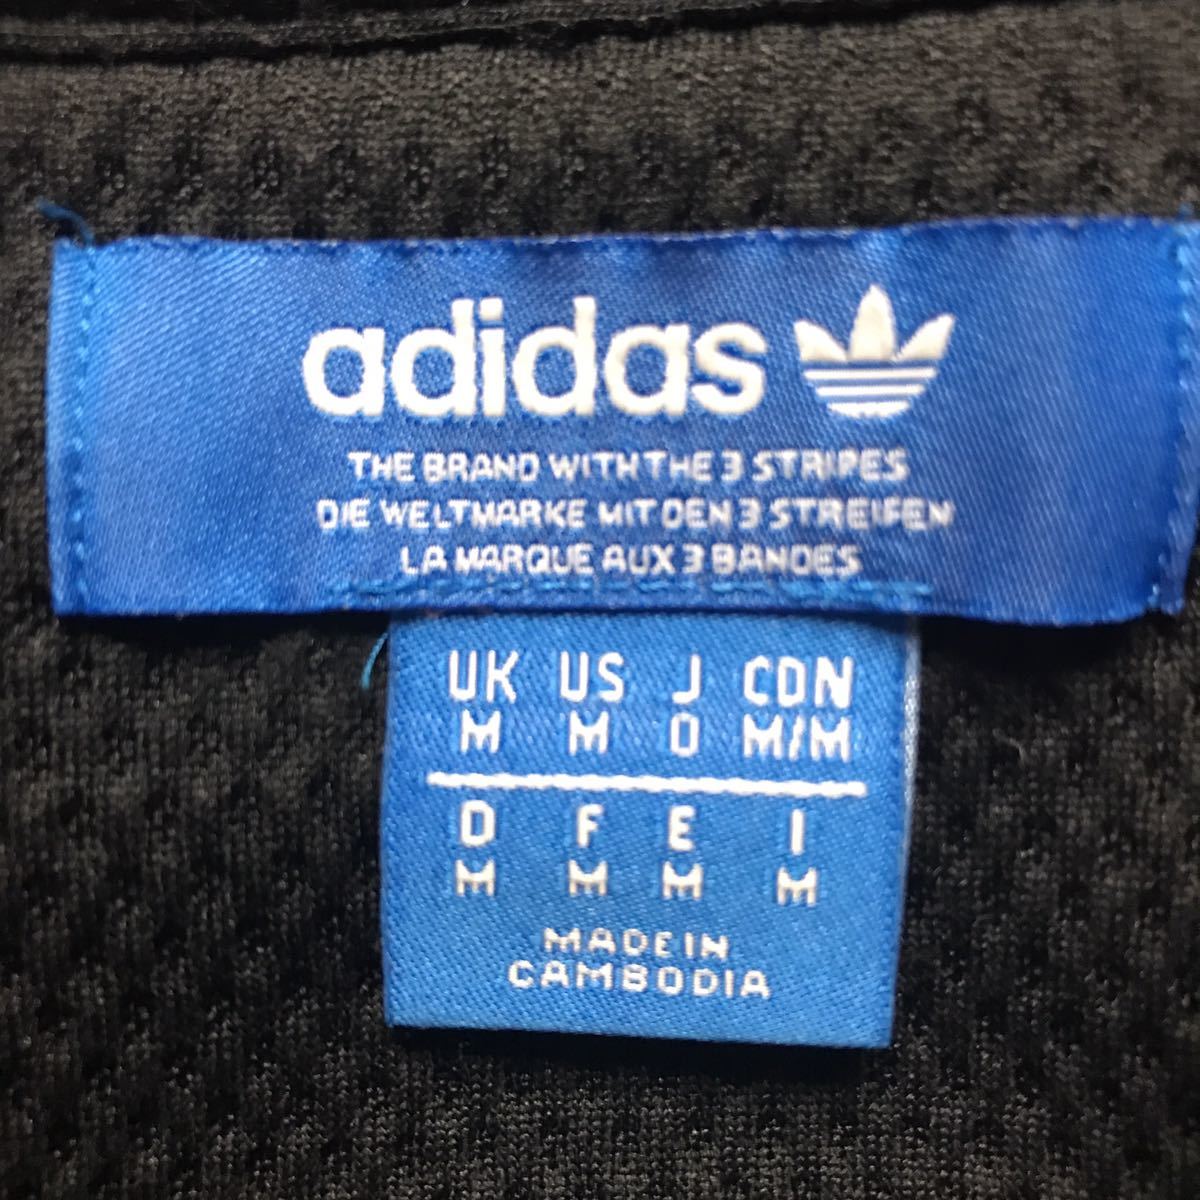 adidas
THE BRAND WITH THE 3 STRIPES
DIE WELTMARKE MIT DEN 3 STREIFEN
LA MARQUE AUX 3 BANDES
UK US J CDN
M M O M/M
D F E I
M M M M
MADE IN
CAMBODIA